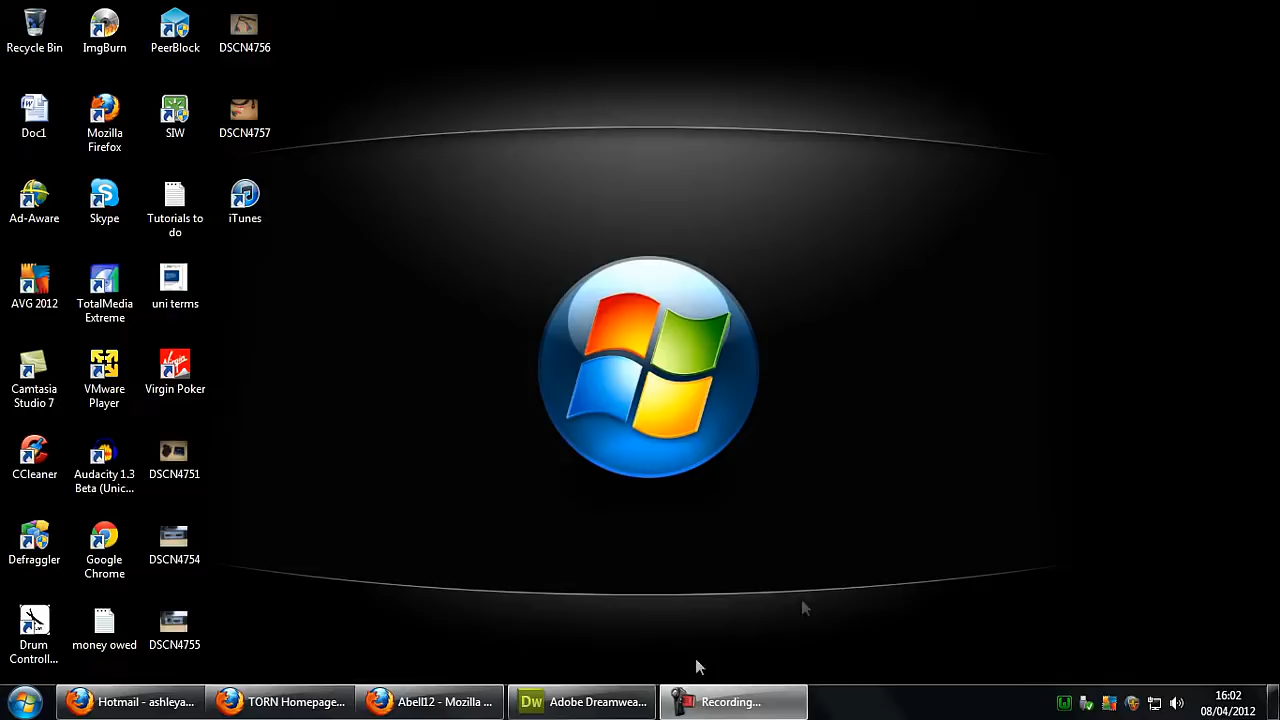 Recycle Bin
ImgBurn
PeerBlock
DSCN4756
Doc1
Mozilla
Firefox
SIW
DSCN4757
Ad-Aware
Skype
Tutorials to
do
iTunes
AVG 2012
TotalMedia
Extreme
uni terms
Camtasia
Studio 7
VMware
Player
Virgin Poker
CCleaner
Audacity 1.3
Beta (Unic...
DSCN4751
Defraggler
Google
Chrome
DSCN4754
Drum
Controll...
money owed
DSCN4755
Hotmail - ashleya...
TORN Homepage...
Abell12 - Mozilla ...
Dw
Adobe Dreamwea...
Recording...
16:02
08/04/2012